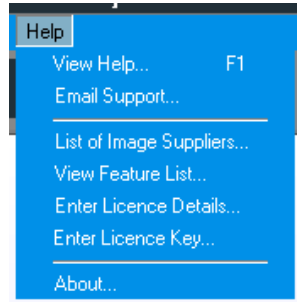 Help
View Help... F1
Email Support...
List of Image Suppliers...
View Feature List...
Enter Licence Details...
Enter Licence Key...
About...